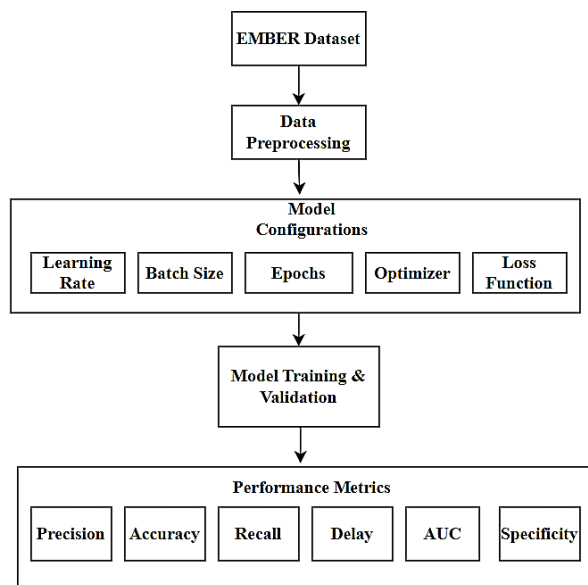 EMBER Dataset
Data
Preprocessing
Model
Configurations
Learning
Rate
Batch Size
Epochs
Optimizer
Loss
Function
Model Training &
Validation
Performance Metrics
Precision
Accuracy
Recall
Delay
AUC
Specificity